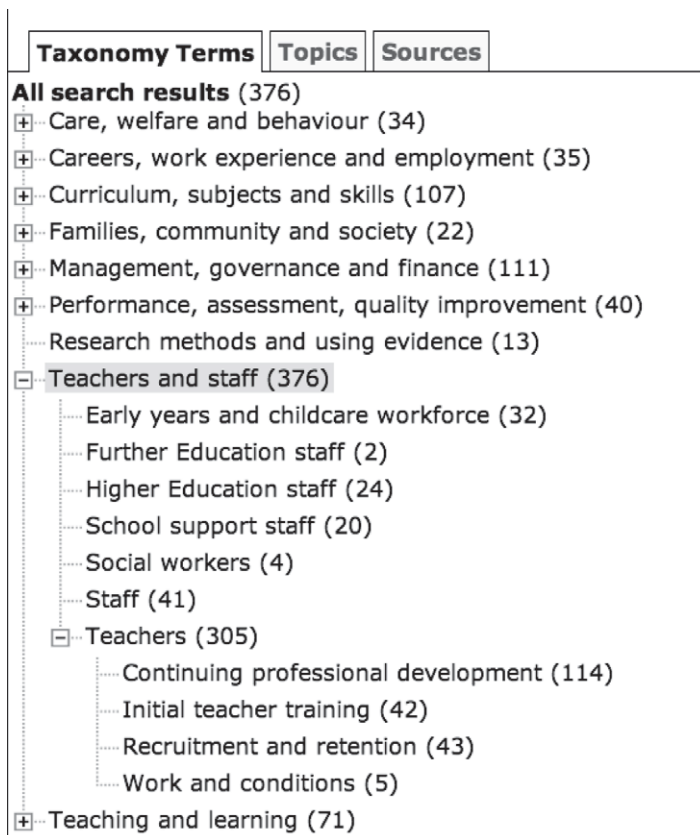 Taxonomy Terms Topics Sources
All search results (376)
Care, welfare and behaviour (34)
Careers, work experience and employment (35)
Curriculum, subjects and skills (107)
Families, community and society (22)
Management, governance and finance (111)
Performance, assessment, quality improvement (40)
Research methods and using evidence (13)
Teachers and staff (376)
Early years and childcare workforce (32)
Further Education staff (2)
Higher Education staff (24)
School support staff (20)
Social workers (4)
Staff (41)
Teachers (305)
Continuing professional development (114)
Initial teacher training (42)
Recruitment and retention (43)
Work and conditions (5)
Teaching and learning (71)